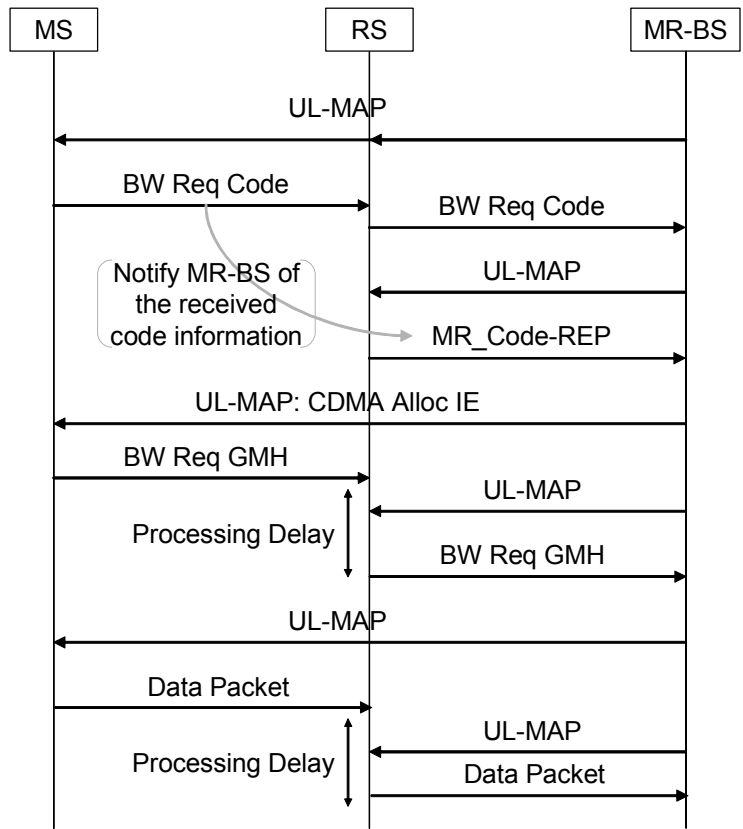 MS
RS
MR-BS
UL-MAP
BW Req Code
BW Req Code
Notify MR-BS of
the received
code information
UL-MAP
MR_Code-REP
UL-MAP: CDMA Alloc IE
BW Req GMH
UL-MAP
Processing Delay
BW Req GMH
UL-MAP
Data Packet
UL-MAP
Processing Delay
Data Packet